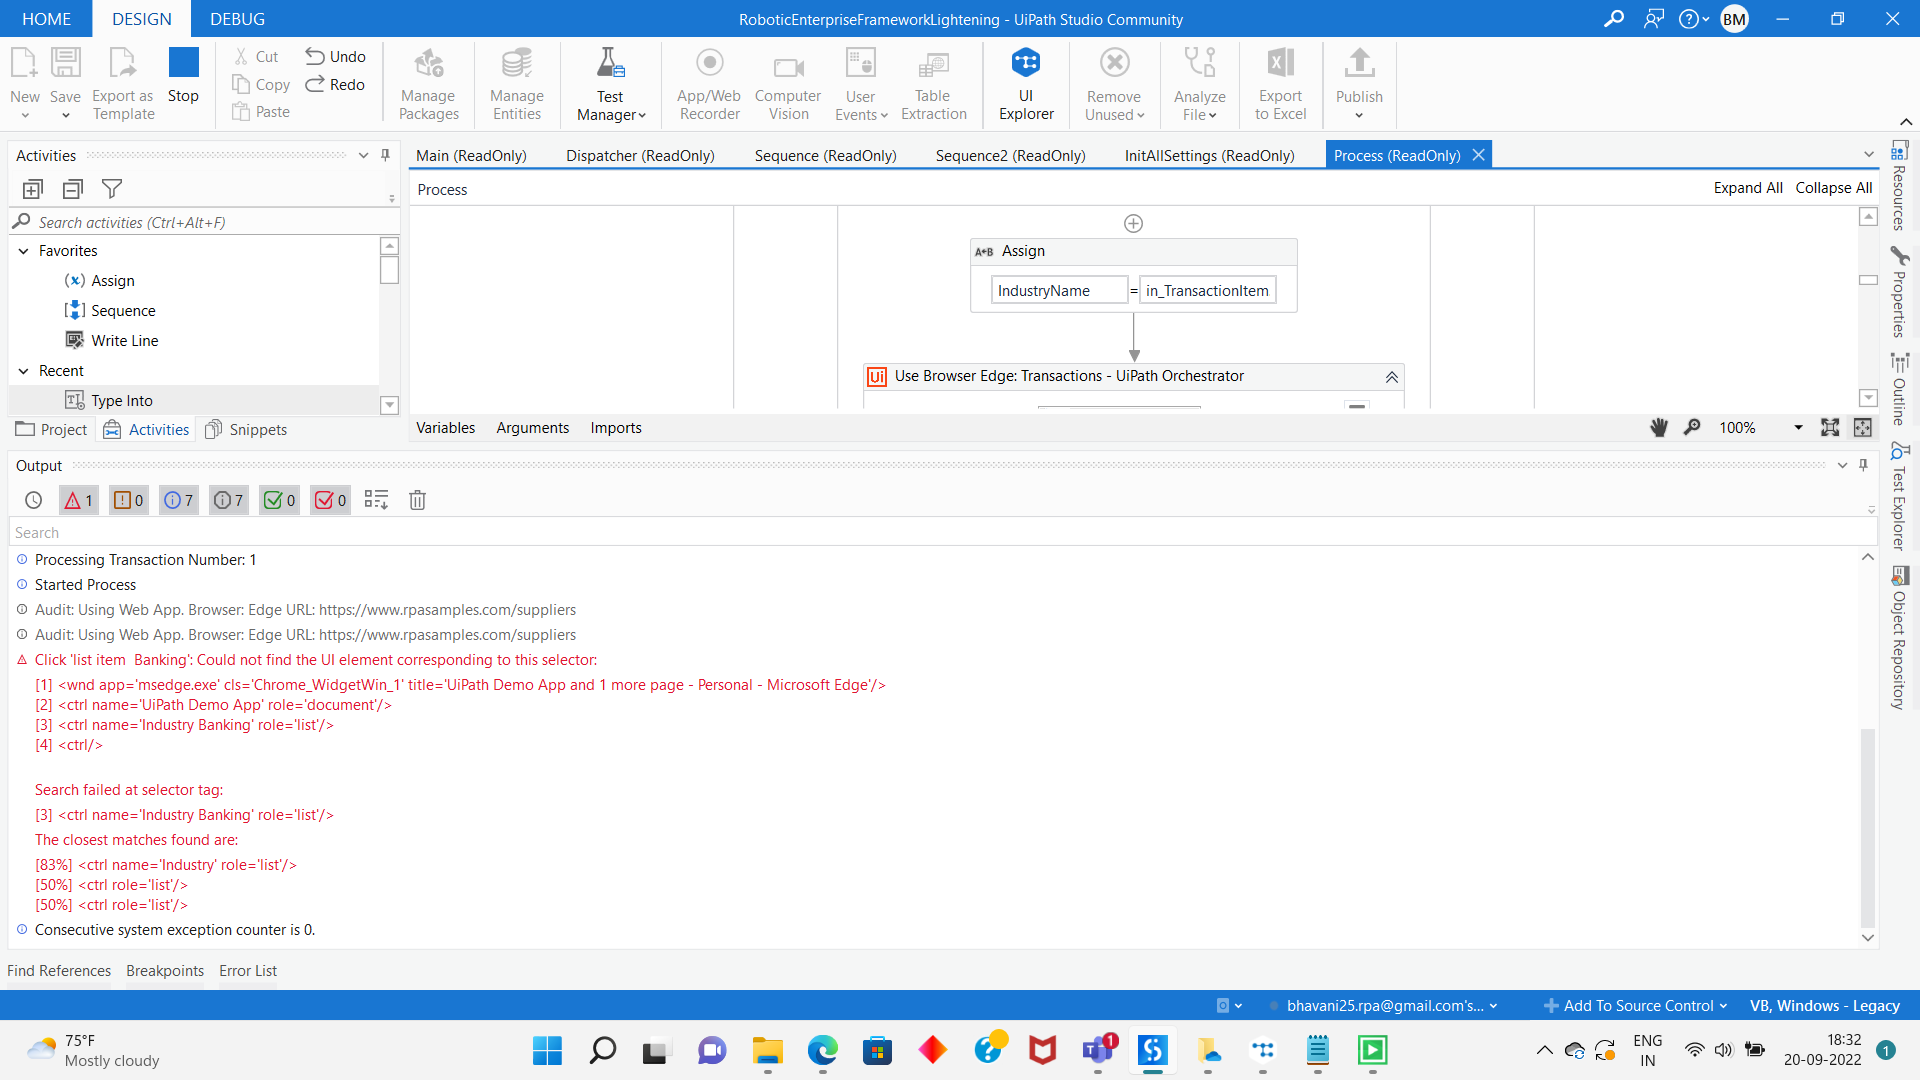 HOME DESIGN DEBUG
RoboticEnterpriseFrameworkLightening - UiPath Studio Community
BM
New
Save
Export as
Template
Stop
Cut
Copy
Paste
Undo
Redo
Manage
Packages
Manage
Entities
Test
Manager
App/Web
Recorder
Computer
Vision
User
Events
Table
Extraction
UI
Explorer
Remove
Unused
Analyze
File
Export
to Excel
Publish
Activities
Search activities (Ctrl+Alt+F)
Favorites
Assign
Sequence
Write Line
Recent
Type Into
Project Activities Snippets
Main (ReadOnly) Dispatcher (ReadOnly) Sequence (ReadOnly) Sequence2 (ReadOnly) InitAllSettings (ReadOnly) Process (ReadOnly)
Process
Expand All Collapse All
A+B Assign
IndustryName = in_TransactionItem
Ui Use Browser Edge: Transactions - UiPath Orchestrator
Variables Arguments Imports
100%
Resources
Properties
Outline
Test Explorer
Object Repository
Output
1 0 7 7 0 0
Search
Processing Transaction Number: 1
Started Process
Audit: Using Web App. Browser: Edge URL: https://www.rpasamples.com/suppliers
Audit: Using Web App. Browser: Edge URL: https://www.rpasamples.com/suppliers
Click 'list item  Banking': Could not find the UI element corresponding to this selector:
[1] <wnd app='msedge.exe' cls='Chrome_WidgetWin_1' title='UiPath Demo App and 1 more page - Personal - Microsoft Edge'/>
[2] <ctrl name='UiPath Demo App' role='document'/>
[3] <ctrl name='Industry Banking' role='list'/>
[4] <ctrl/>
Search failed at selector tag:
[3] <ctrl name='Industry Banking' role='list'/>
The closest matches found are:
[83%] <ctrl name='Industry' role='list'/>
[50%] <ctrl role='list'/>
[50%] <ctrl role='list'/>
Consecutive system exception counter is 0.
Find References Breakpoints Error List
bhavani25.rpa@gmail.com's... Add To Source Control VB, Windows - Legacy
75°F
Mostly cloudy
1
ENG
IN
18:32
20-09-2022
1